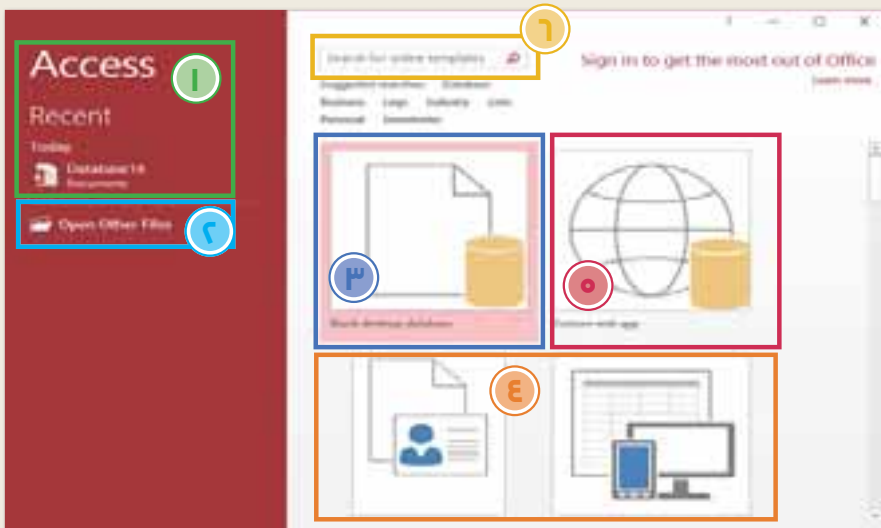 Access
١
Recent
Today
Database14
Documents
Open Other Files
٢
٦
Search for online templates
Sign in to get the most out of Office
Learn more
Suggested searches: Database
Business Logs Industry Lists
Personal
٣
Blank desktop database
٥
Custom web app
٤